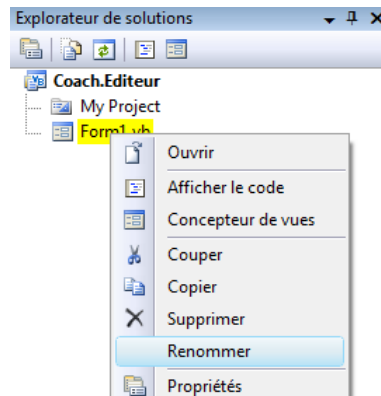 Explorateur de solutions
Coach.Editeur
My Project
Form1.vb
Ouvrir
Afficher le code
Concepteur de vues
Couper
Copier
Supprimer
Renommer
Propriétés